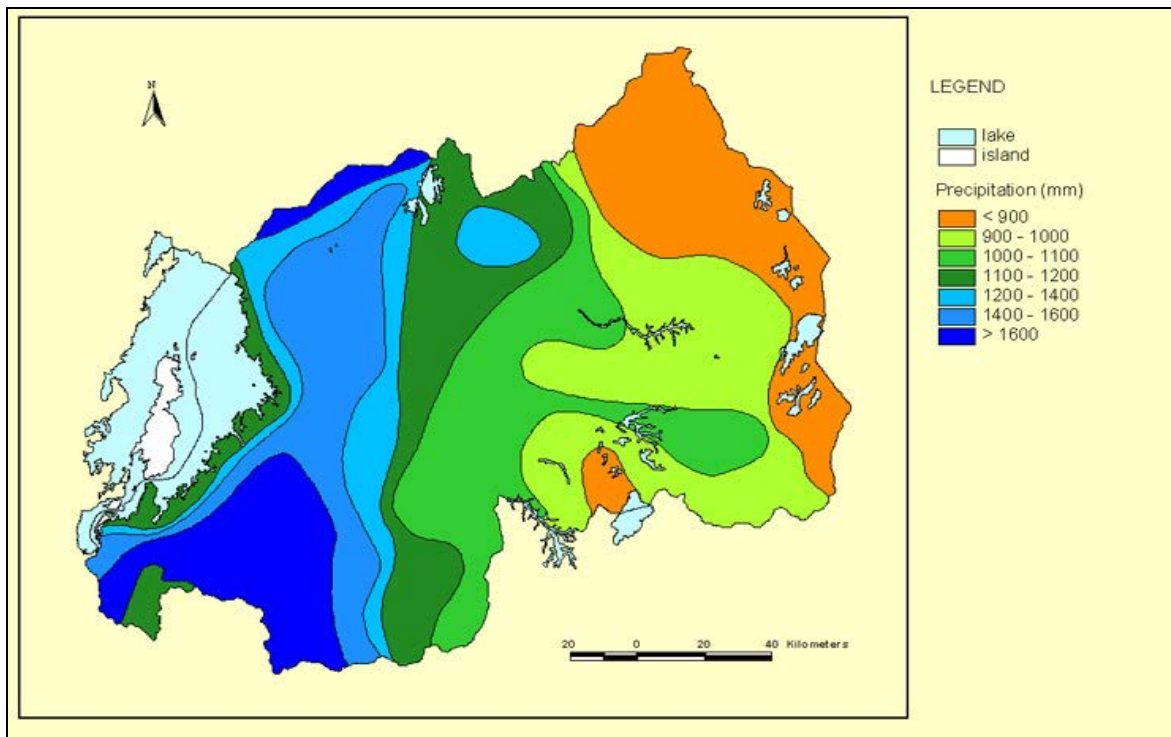 N
LEGEND
lake
island
Precipitation (mm)
< 900
900 - 1000
1000 - 1100
1100 - 1200
1200 - 1400
1400 - 1600
> 1600
20 0 20 40 Kilometers